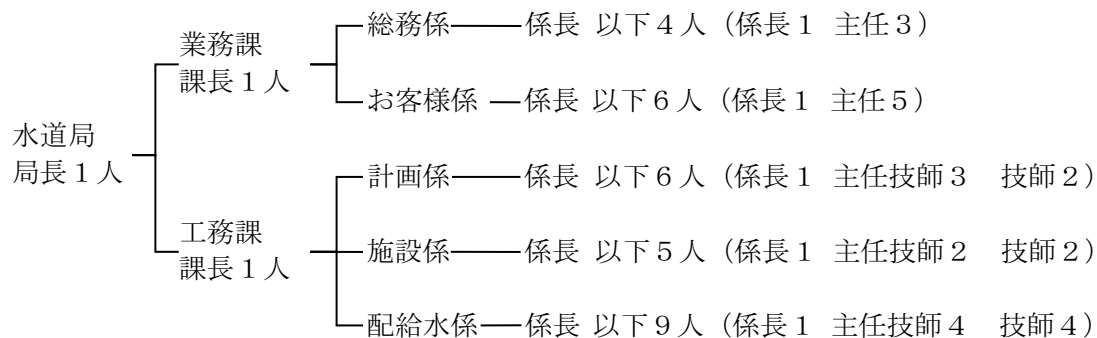 水道局
局長１人
業務課
課長１人
総務係 係長 以下４人（係長１ 主任３）
お客様係 係長 以下６人（係長１ 主任５）
工務課
課長１人
計画係 係長 以下６人（係長１ 主任技師３ 技師２）
施設係 係長 以下５人（係長１ 主任技師２ 技師２）
配給水係 係長 以下９人（係長１ 主任技師４ 技師４）